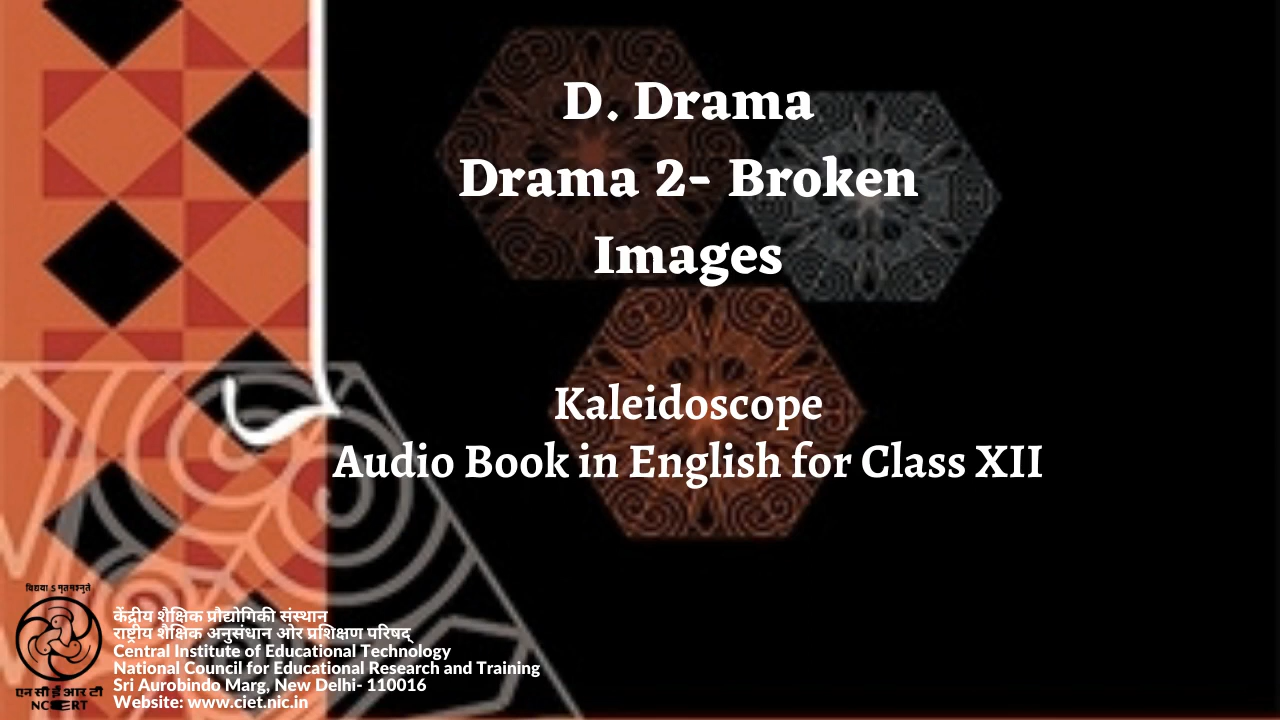 D. Drama
Drama 2- Broken
Images
Kaleidoscope
Audio Book in English for Class XII
विद्यया ऽ मृतमश्नुते
एन सी ई आर टी
NCERT
केंद्रीय शैक्षिक प्रौद्योगिकी संस्थान
राष्ट्रीय शैक्षिक अनुसंधान ओर प्रशिक्षण परिषद्
Central Institute of Educational Technology
National Council for Educational Research and Training
Sri Aurobindo Marg, New Delhi- 110016
Website: www.ciet.nic.in